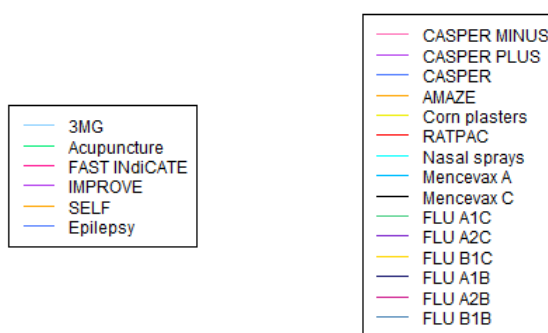 3MG
Acupuncture
FAST INdiCATE
IMPROVE
SELF
Epilepsy
CASPER MINUS
CASPER PLUS
CASPER
AMAZE
Corn plasters
RATPAC
Nasal sprays
Mencevax A
Mencevax C
FLU A1C
FLU A2C
FLU B1C
FLU A1B
FLU A2B
FLU B1B